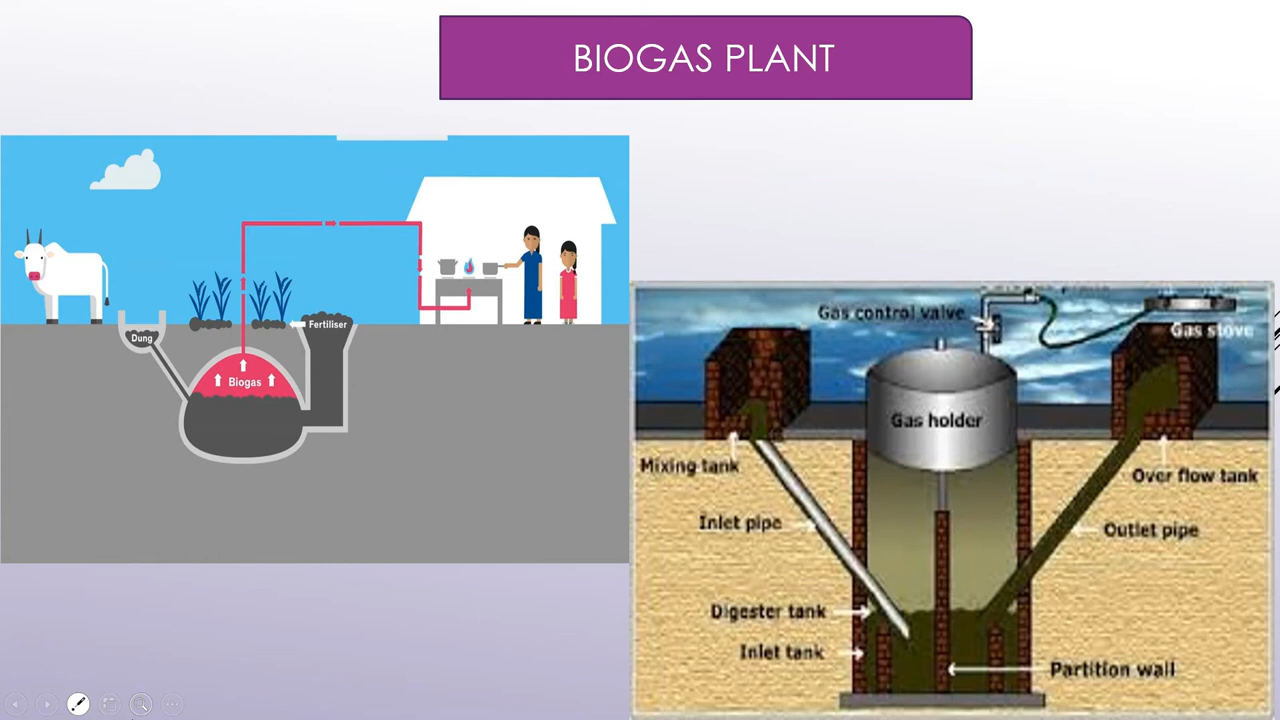 BIOGAS PLANT
Dung
Fertiliser
Biogas
Gas control valve
Gas stove
Gas holder
Mixing tank
Over flow tank
Inlet pipe
Outlet pipe
Digester tank
Inlet tank
Partition wall